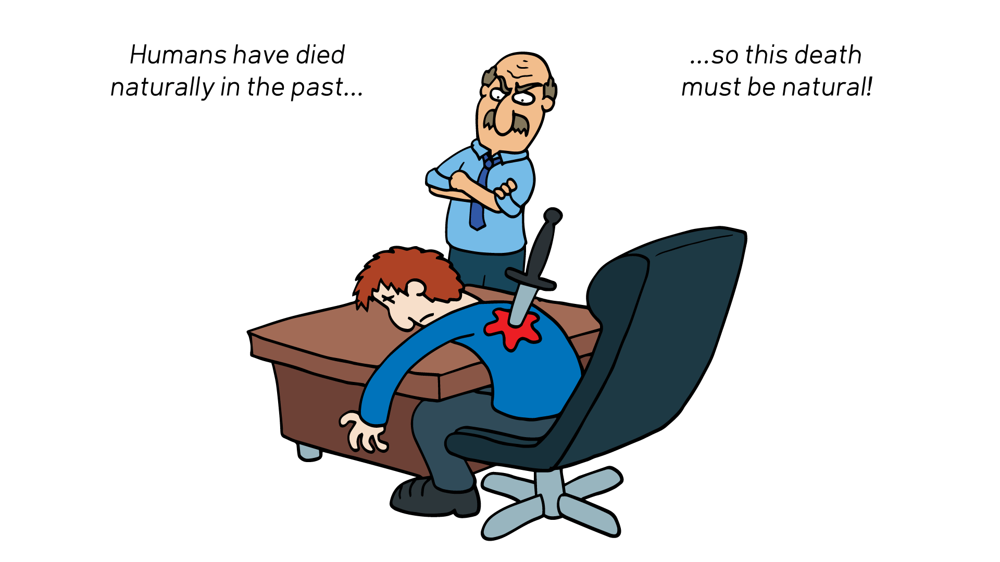 Humans have died
naturally in the past...
...so this death
must be natural!